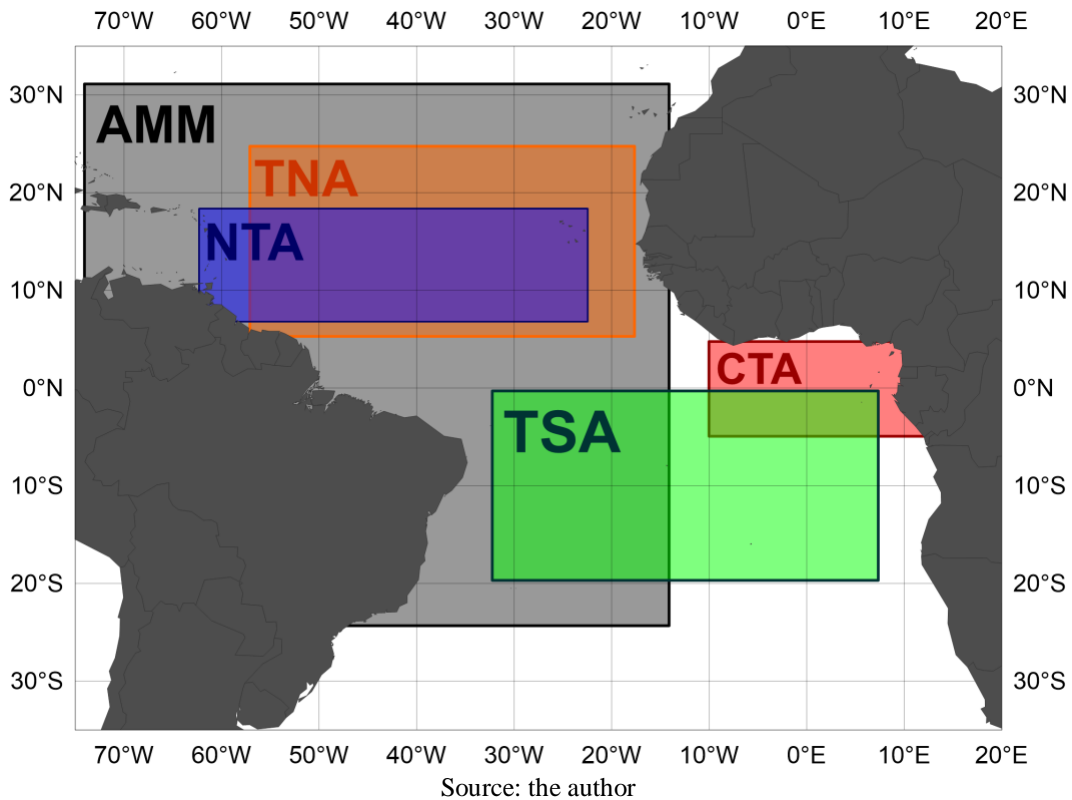 70°W 60°W 50°W 40°W 30°W 20°W 10°W 0°E 10°E 20°E
30°N 30°N
AMM
TNA
20°N 20°N
NTA
10°N 10°N
CTA
0°N 0°N
TSA
10°S 10°S
20°S 20°S
30°S 30°S
70°W 60°W 50°W 40°W 30°W 20°W 10°W 0°E 10°E 20°E
Source: the author